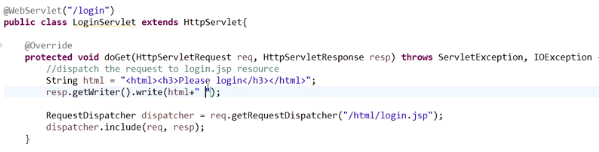 @WebServlet("/login")
public class LoginServlet extends HttpServlet{
@Override
protected void doGet(HttpServletRequest req, HttpServletResponse resp) throws ServletException, IOException
//dispatch the request to login.jsp resource
String html = "<html><h3>Please login</h3></html>";
resp.getWriter().write(html+" ");
RequestDispatcher dispatcher = req.getRequestDispatcher("/html/login.jsp");
dispatcher.include(req, resp);
}